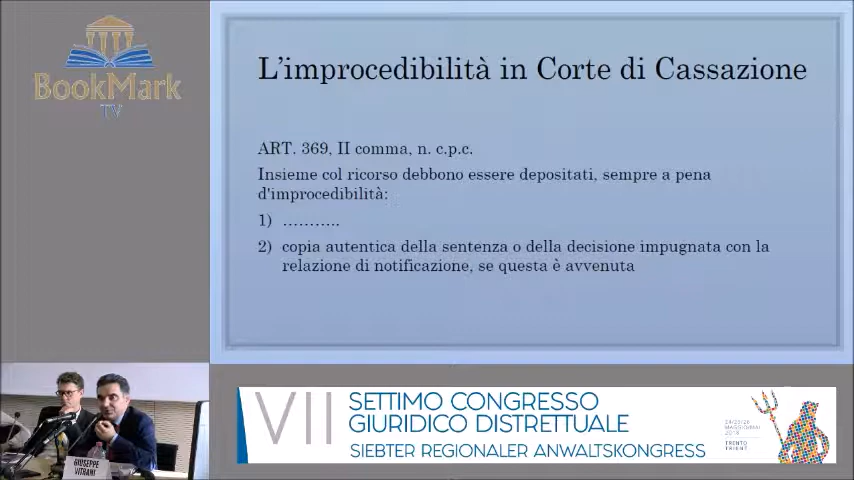 BookMark
TV
L'improcedibilità in Corte di Cassazione
ART. 369, II comma, n. c.p.c.
Insieme col ricorso debbono essere depositati, sempre a pena
d'improcedibilità:
1) ………..
2) copia autentica della sentenza o della decisione impugnata con la
relazione di notificazione, se questa è avvenuta
GIUSEPPE
VITRANI
VII
SETTIMO CONGRESSO
GIURIDICO DISTRETTUALE
SIEBTER REGIONALER ANWALTSKONGRESS
TRENTO
TRIENT